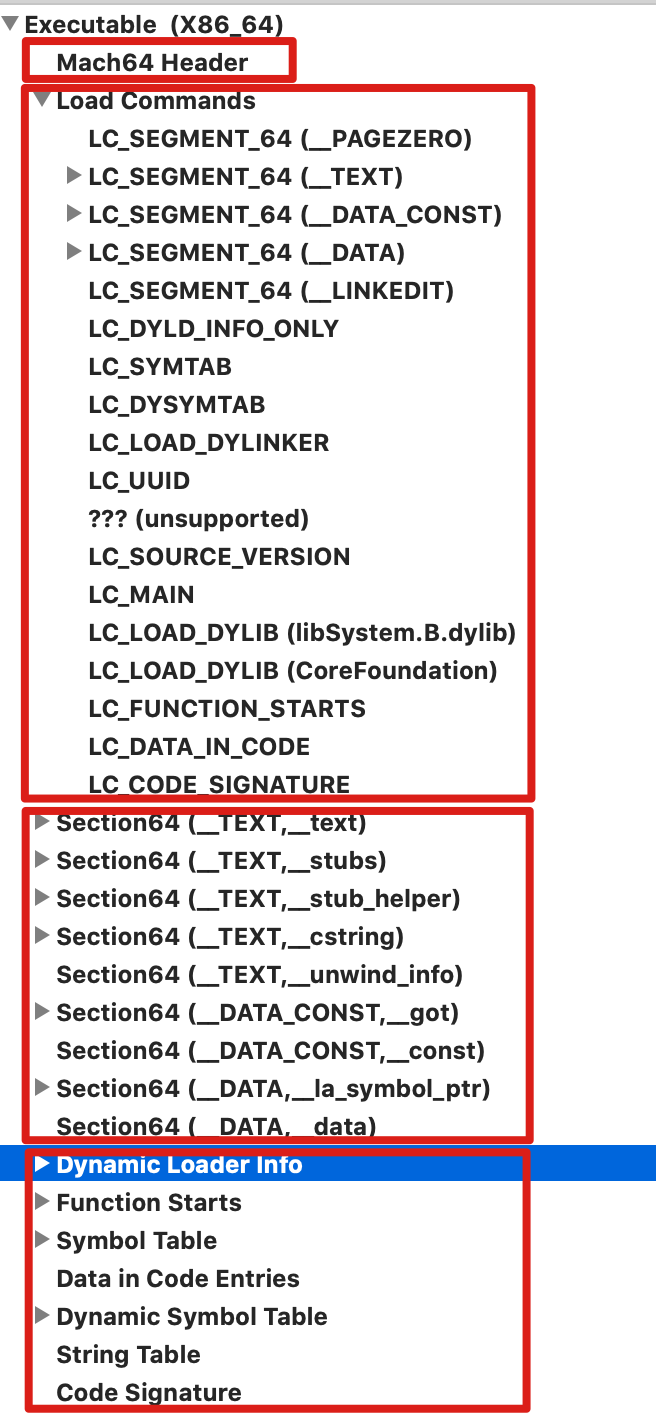 Executable (X86_64)
Mach64 Header
Load Commands
LC_SEGMENT_64 (__PAGEZERO)
LC_SEGMENT_64 (__TEXT)
LC_SEGMENT_64 (__DATA_CONST)
LC_SEGMENT_64 (__DATA)
LC_SEGMENT_64 (__LINKEDIT)
LC_DYLD_INFO_ONLY
LC_SYMTAB
LC_DYSYMTAB
LC_LOAD_DYLINKER
LC_UUID
??? (unsupported)
LC_SOURCE_VERSION
LC_MAIN
LC_LOAD_DYLIB (libSystem.B.dylib)
LC_LOAD_DYLIB (CoreFoundation)
LC_FUNCTION_STARTS
LC_DATA_IN_CODE
LC_CODE_SIGNATURE
Section64 (__TEXT,__text)
Section64 (__TEXT,__stubs)
Section64 (__TEXT,__stub_helper)
Section64 (__TEXT,__cstring)
Section64 (__TEXT,__unwind_info)
Section64 (__DATA_CONST,__got)
Section64 (__DATA_CONST,__const)
Section64 (__DATA,__la_symbol_ptr)
Section64 (__DATA,__data)
Dynamic Loader Info
Function Starts
Symbol Table
Data in Code Entries
Dynamic Symbol Table
String Table
Code Signature